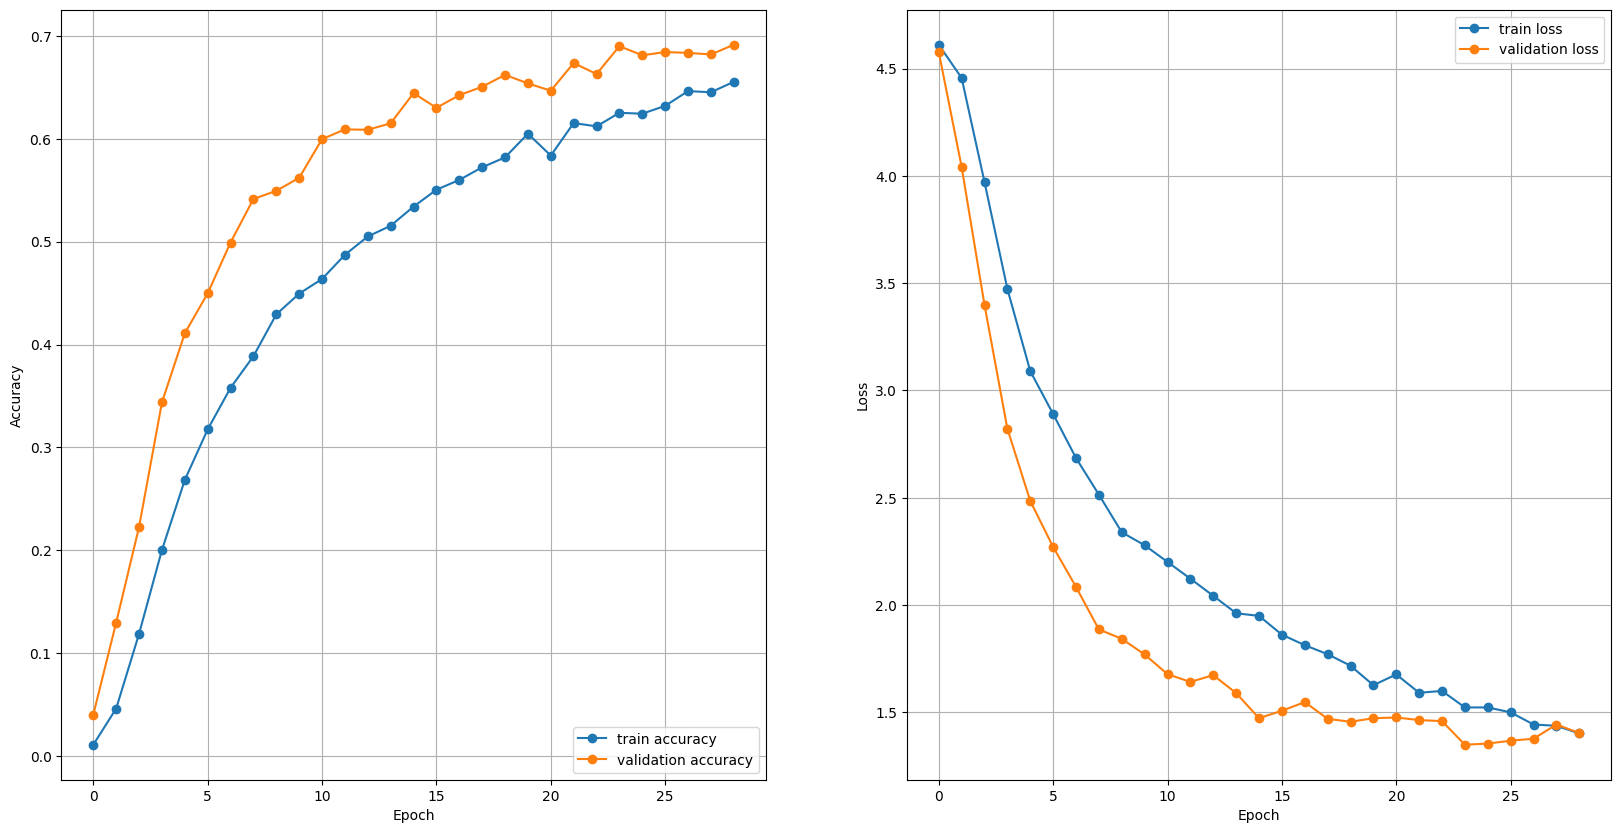 0.7
0.6
0.5
0.4
0.3
0.2
0.1
0.0
Accuracy
0 5 10 15 20 25
Epoch
train accuracy
validation accuracy
4.5
4.0
3.5
3.0
2.5
2.0
1.5
Loss
0 5 10 15 20 25
Epoch
train loss
validation loss